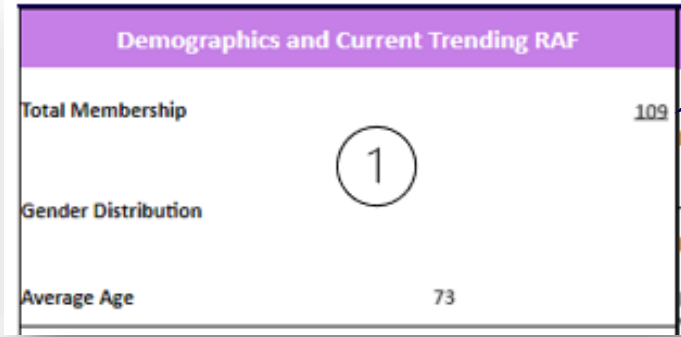 Demographics and Current Trending RAF
Total Membership 109
1
Gender Distribution
Average Age 73